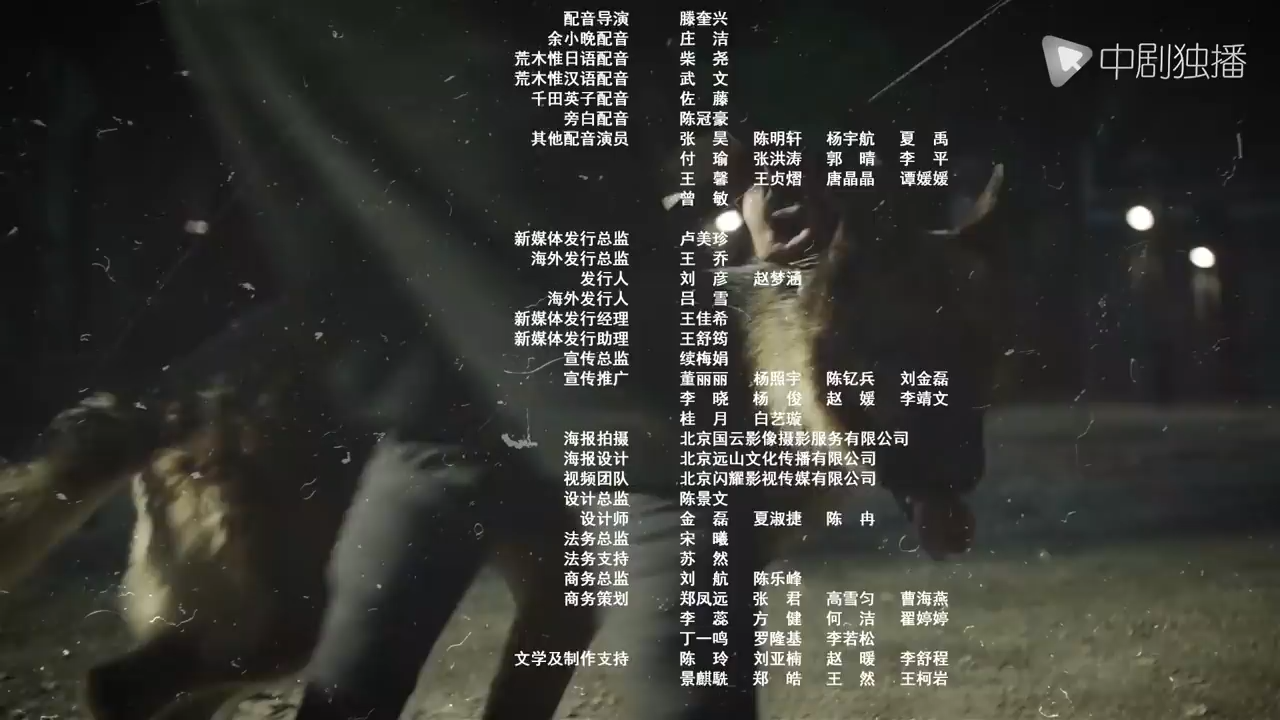 配音导演 滕奎兴
中剧独播
余小晚配音 庄 洁
荒木惟日语配音 柴 尧
荒木惟汉语配音 武 文
千田英子配音 佐 藤
旁白配音 陈冠豪
其他配音演员 张 昊 陈明轩 杨宇航 夏 禹
付 瑜 张洪涛 郭 晴 李 平
王 馨 王贞熠 唐晶晶 谭媛媛
曾 敏
新媒体发行总监 卢美珍
海外发行总监 王 乔
发行人 刘 彦 赵梦涵
海外发行人 吕 雪
新媒体发行经理 王佳希
新媒体发行助理 王舒筠
宣传总监 续梅娟
宣传推广 董丽丽 杨照宇 陈钇兵 刘金磊
李 晓 杨 俊 赵 媛 李靖文
桂 月 白艺璇
海报拍摄 北京国云影像摄影服务有限公司
海报设计 北京远山文化传播有限公司
视频团队 北京闪耀影视传媒有限公司
设计总监 陈景文
设计师 金 磊 夏淑捷 陈 冉
法务总监 宋 曦
法务支持 苏 然
商务总监 刘 航 陈乐峰
商务策划 郑凤远 张 君 高雪匀 曹海燕
李 蕊 方 健 何 洁 翟婷婷
丁一鸣 罗隆基 李若松
文学及制作支持 陈 玲 刘亚楠 赵 暖 李舒程
景麒駪 郑 皓 王 然 王柯岩